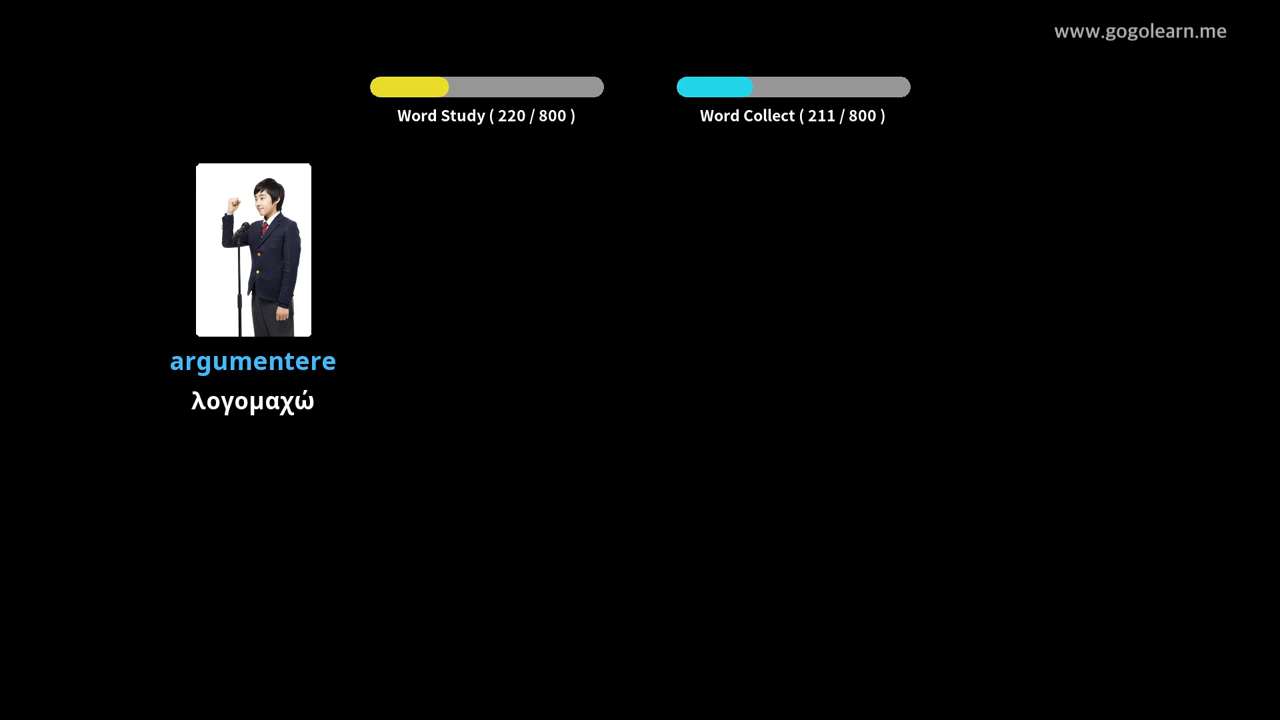 www.gogolearn.me
Word Study ( 220 / 800 )
Word Collect ( 211 / 800 )
argumentere
λογομαχώ